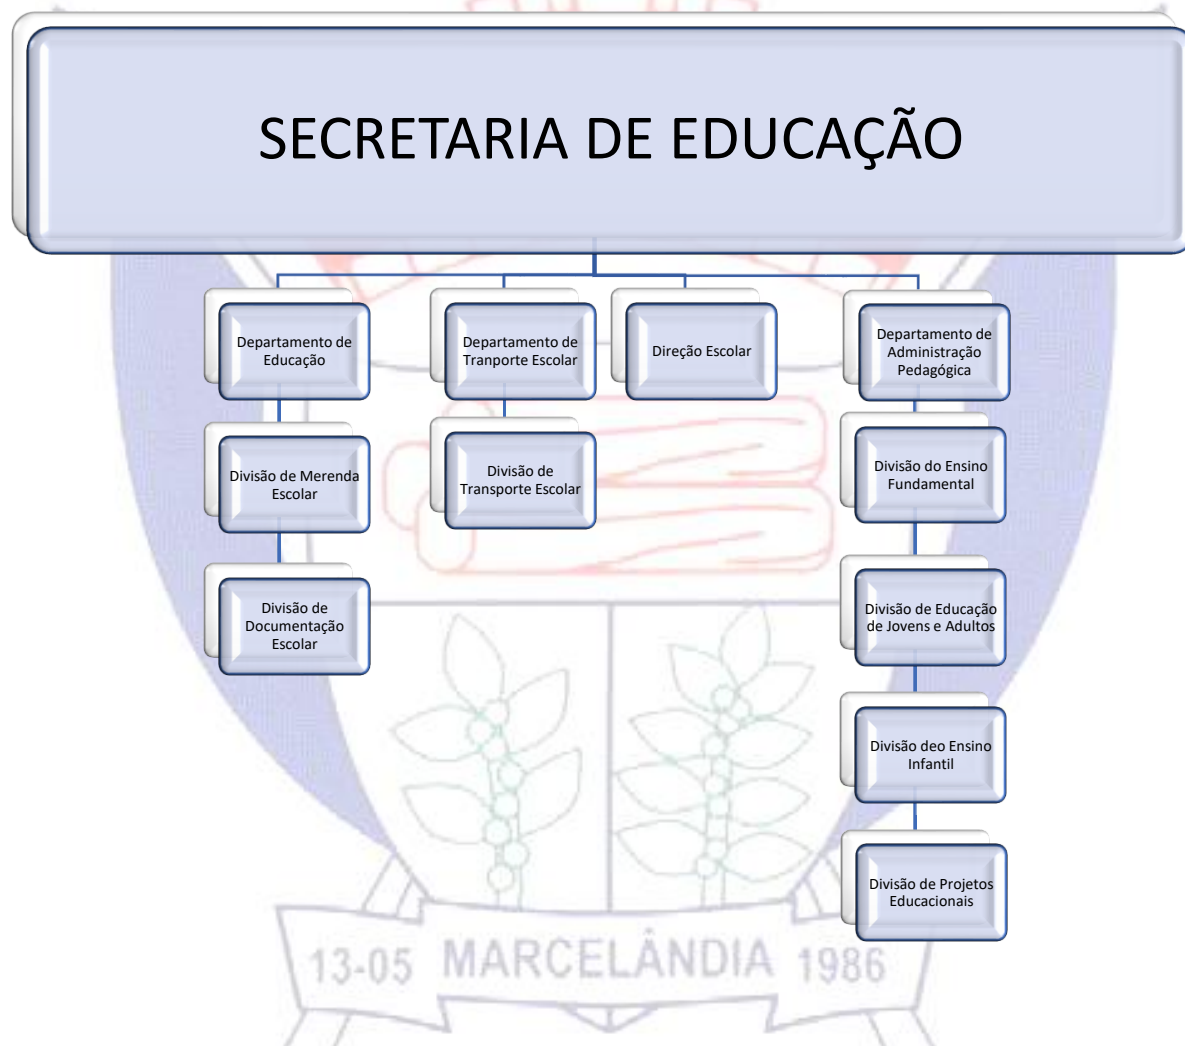 SECRETARIA DE EDUCAÇÃO
Departamento de
Educação
Departamento de
Tranporte Escolar
Direção Escolar
Departamento de
Administração
Pedagógica
Divisão de Merenda
Escolar
Divisão de
Transporte Escolar
Divisão do Ensino
Fundamental
Divisão de
Documentação
Escolar
Divisão de Educação
de Jovens e Adultos
Divisão deo Ensino
Infantil
Divisão de Projetos
Educacionais
13-05 MARCELÂNDIA 1986